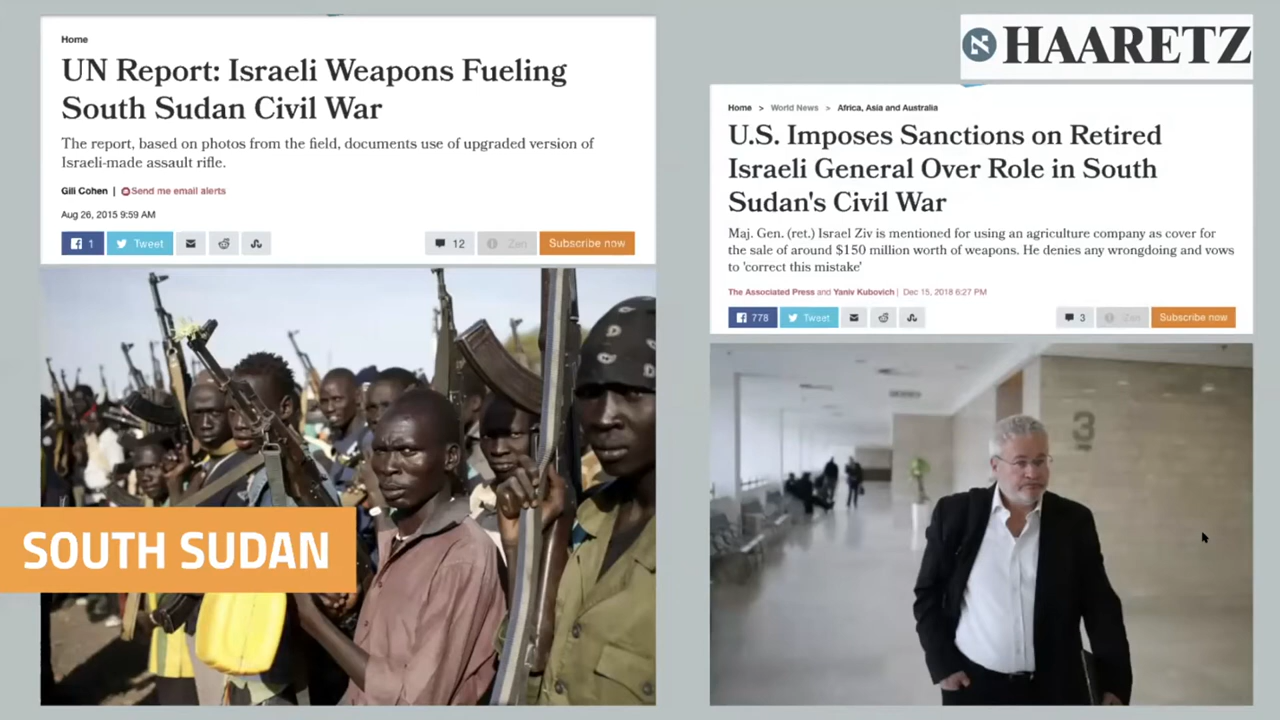 Home
UN Report: Israeli Weapons Fueling
South Sudan Civil War
The report, based on photos from the field, documents use of upgraded version of
Israeli-made assault rifle.
Gili Cohen | Send me email alerts
Aug 26, 2015 9:59 AM
1 Tweet 12 Zen Subscribe now
SOUTH SUDAN
HAARETZ
Home > World News > Africa, Asia and Australia
U.S. Imposes Sanctions on Retired
Israeli General Over Role in South
Sudan's Civil War
Maj. Gen. (ret.) Israel Ziv is mentioned for using an agriculture company as cover for
the sale of around $150 million worth of weapons. He denies any wrongdoing and vows
to 'correct this mistake'
The Associated Press and Yaniv Kubovich | Dec 15, 2018 6:27 PM
778 Tweet 3 Zen Subscribe now
3